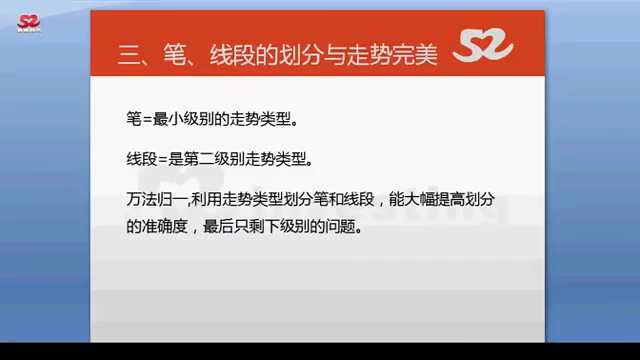 52
三、笔、线段的划分与走势完美
52
笔=最小级别的走势类型。
线段=是第二级别走势类型。
万法归一,利用走势类型划分笔和线段，能大幅提高划分
的准确度，最后只剩下级别的问题。
investing